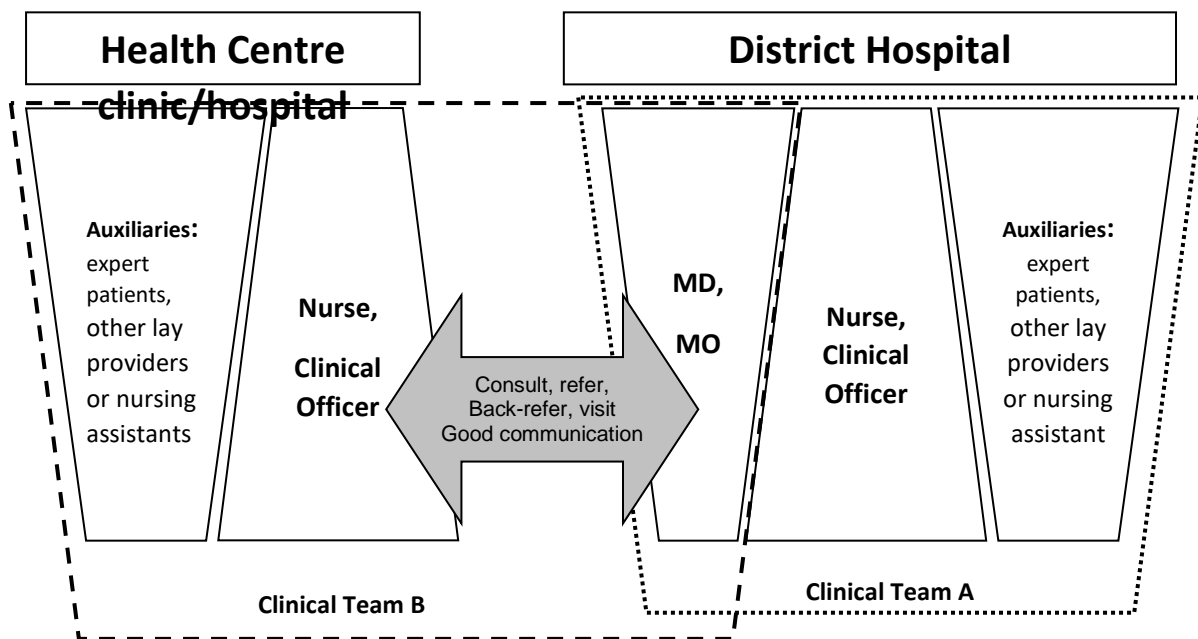 Health Centre
clinic/hospital
District Hospital
Auxiliaries:
expert
patients,
other lay
providers
or nursing
assistants
Nurse,
Clinical
Officer
Consult, refer,
Back-refer, visit
Good communication
MD,
MO
Nurse,
Clinical
Officer
Auxiliaries:
expert
patients,
other lay
providers
or nursing
assistant
Clinical Team B
Clinical Team A